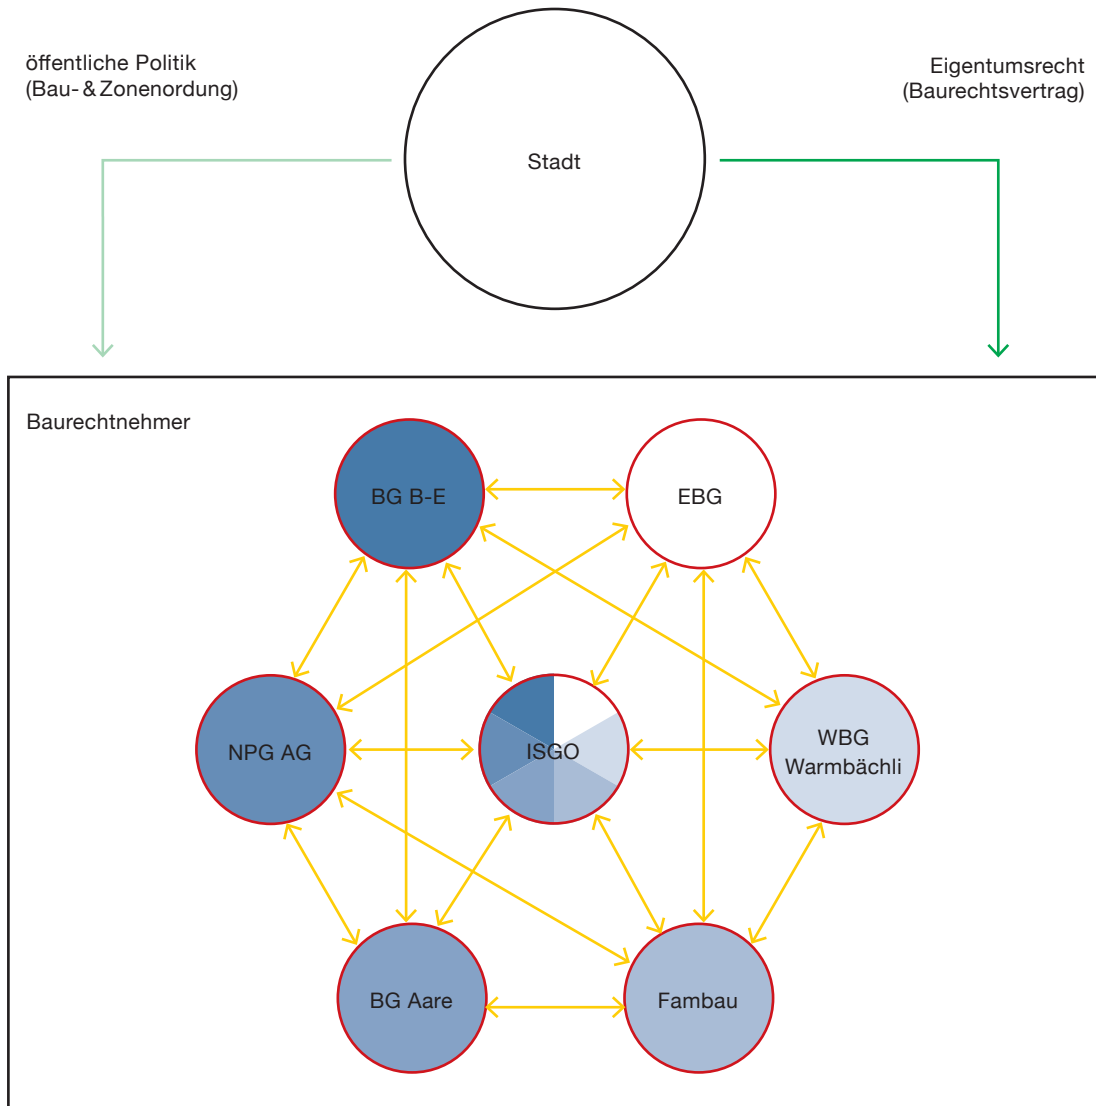 öffentliche Politik
(Bau- & Zonenordung)
Eigentumsrecht
(Baurechtsvertrag)
Stadt
Baurechtnehmer
BG B-E
EBG
NPG AG
ISGO
WBG
Warmbächli
BG Aare
Fambau